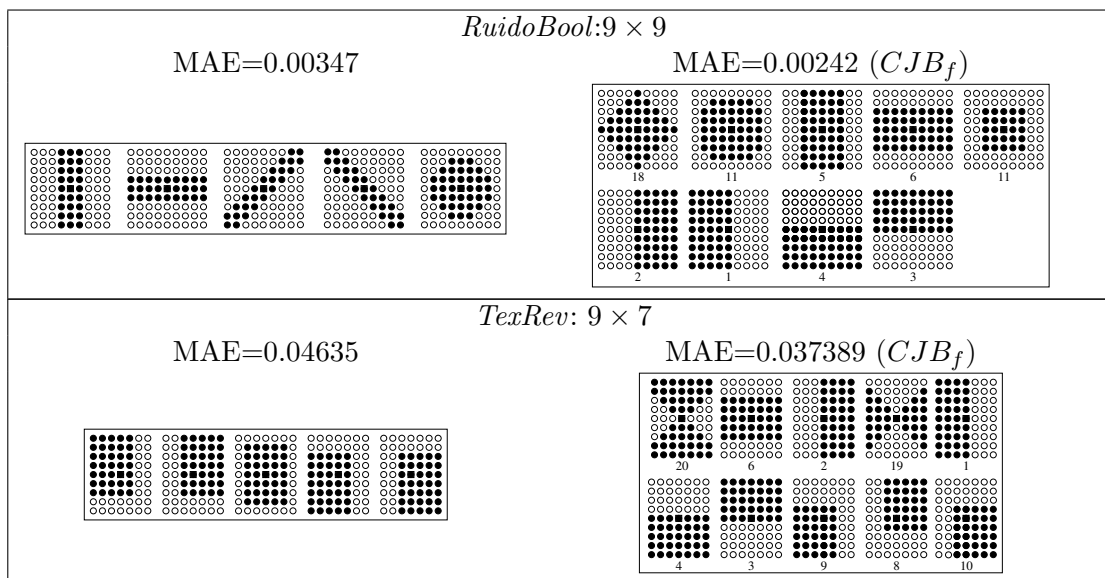 RuidoBool:9 × 9
MAE=0.00347
MAE=0.00242 (CJB_f)
18 11 5 6 11
2 1 4 3
TexRev: 9 × 7
MAE=0.04635
MAE=0.037389 (CJB_f)
20 6 2 19 1
4 3 9 8 10